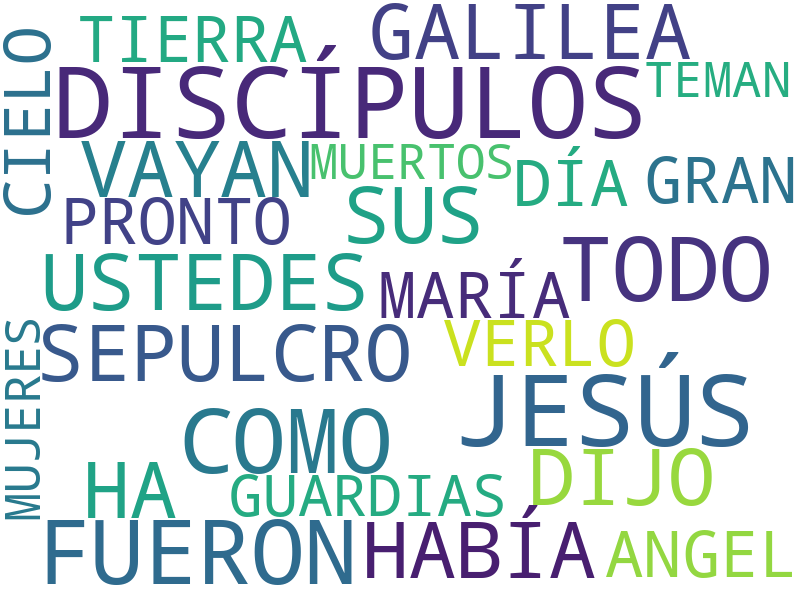 CIELO
TIERRA
GALILEA
DISCÍPULOS
TEMAN
VAYAN
MUERTOS
DÍA
GRAN
PRONTO
SUS
USTEDES
MARÍA
TODO
MUJERES
SEPULCRO
VERLO
JESÚS
COMO
HA
GUARDIAS
DIJO
FUERON
HABÍA
ANGEL